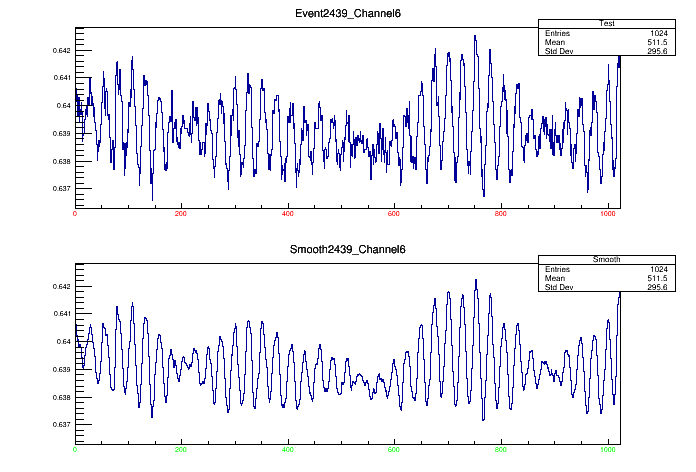 Event2439_Channel6
Test
Entries 1024
Mean 511.5
Std Dev 295.6
0.642
0.641
0.64
0.639
0.638
0.637
0 200 400 600 800 1000
Smooth2439_Channel6
Smooth
Entries 1024
Mean 511.5
Std Dev 295.6
0.642
0.641
0.64
0.639
0.638
0.637
0 200 400 600 800 1000